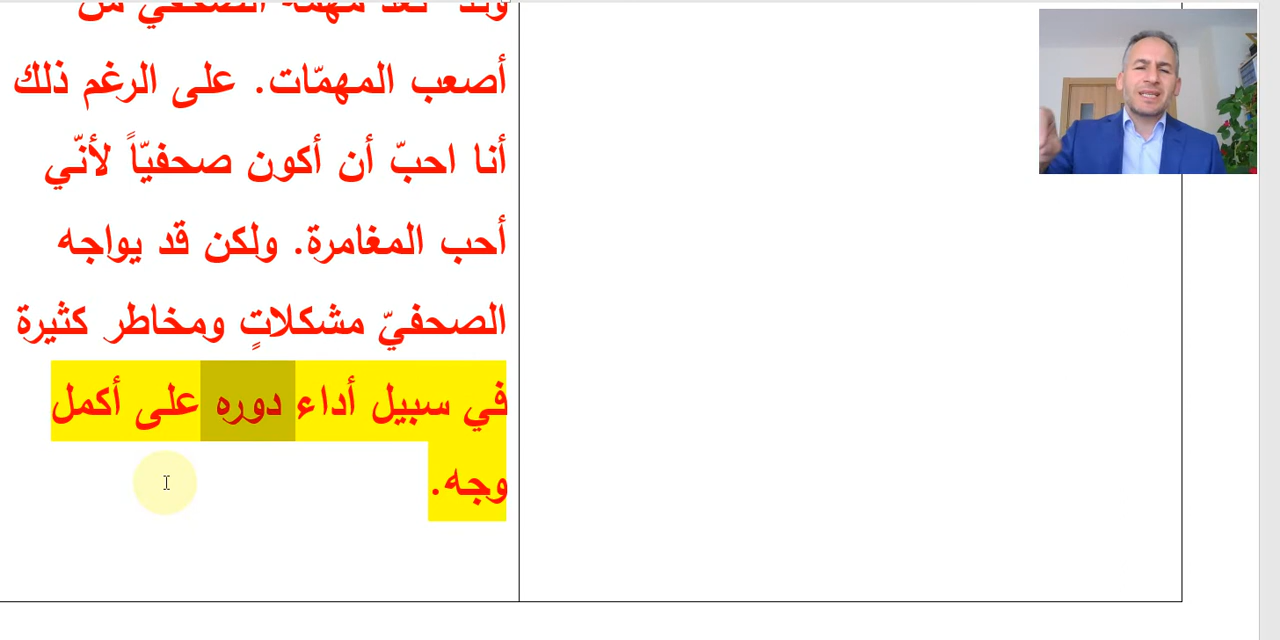 أصعب المهمّات. على الرغم ذلك
أنا احبّ أن أكون صحفيّاً لأنّي
أحب المغامرة. ولكن قد يواجه
الصحفيّ مشكلاتٍ ومخاطر كثيرة
في سبيل أداء دوره على أكمل
وجه.